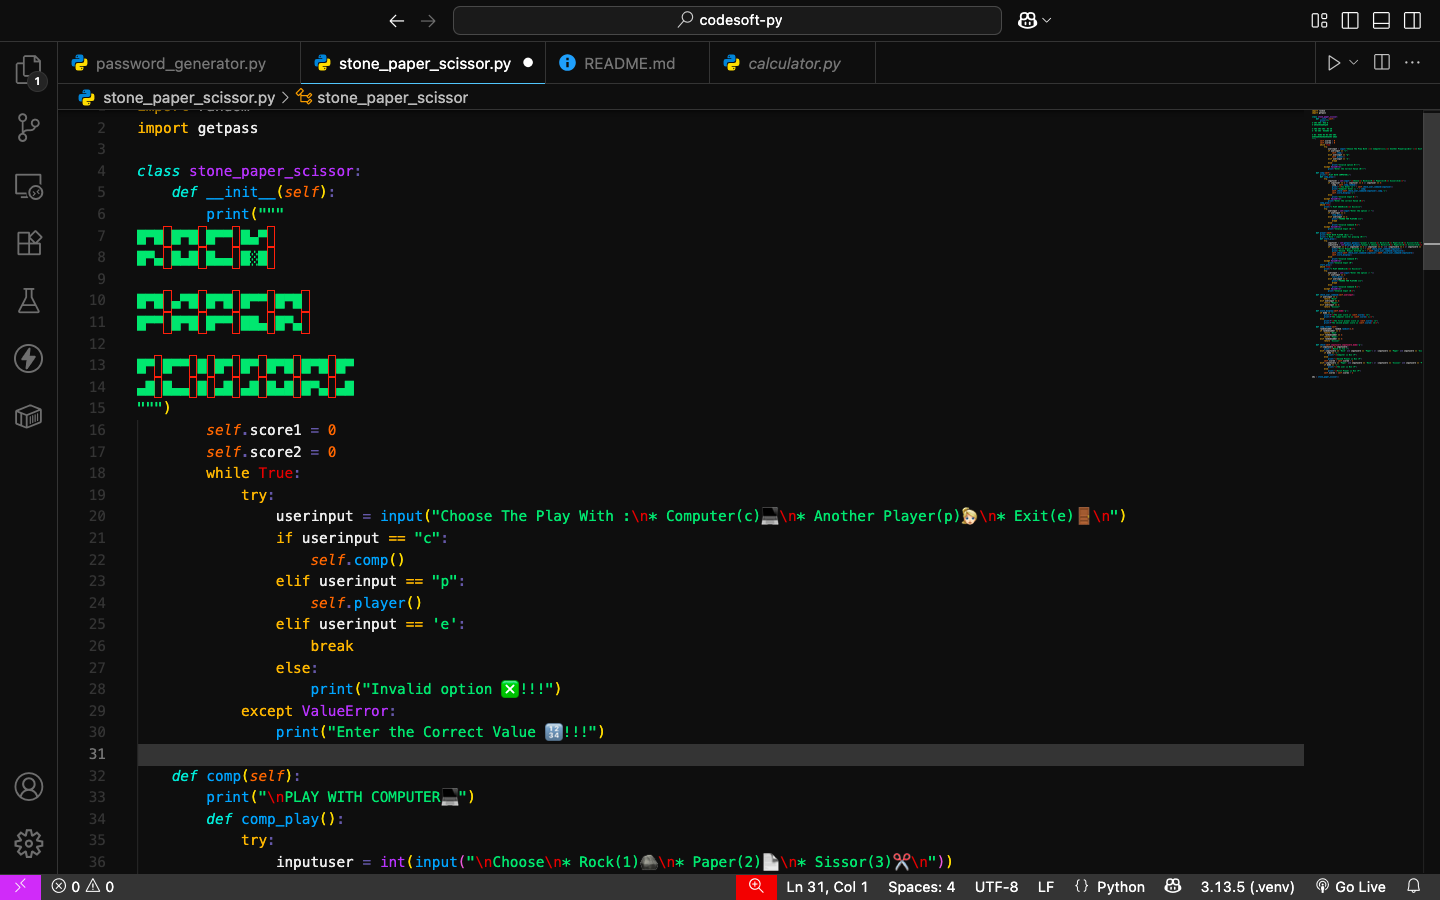 codesoft-py
1
password_generator.py
stone_paper_scissor.py
README.md
calculator.py
stone_paper_scissor.py > stone_paper_scissor
2 import getpass
3
4 class stone_paper_scissor:
5 def __init__(self):
6 print("""
7
8
9
10
11
12
13
14
15 """)
16 self.score1 = 0
17 self.score2 = 0
18 while True:
19 try:
20 userinput = input("Choose The Play With :\n* Computer(c)💻\n* Another Player(p)🙋\n* Exit(e)🚪\n")
21 if userinput == "c":
22 self.comp()
23 elif userinput == "p":
24 self.player()
25 elif userinput == 'e':
26 break
27 else:
28 print("Invalid option ❎!!!")
29 except ValueError:
30 print("Enter the Correct Value 🔢!!!")
31
32 def comp(self):
33 print("\nPLAY WITH COMPUTER💻")
34 def comp_play():
35 try:
36 inputuser = int(input("\nChoose\n* Rock(1)🪨\n* Paper(2)📄\n* Sissor(3)✂️\n"))
0 0
Ln 31, Col 1 Spaces: 4 UTF-8 LF {} Python 3.13.5 (.venv) Go Live